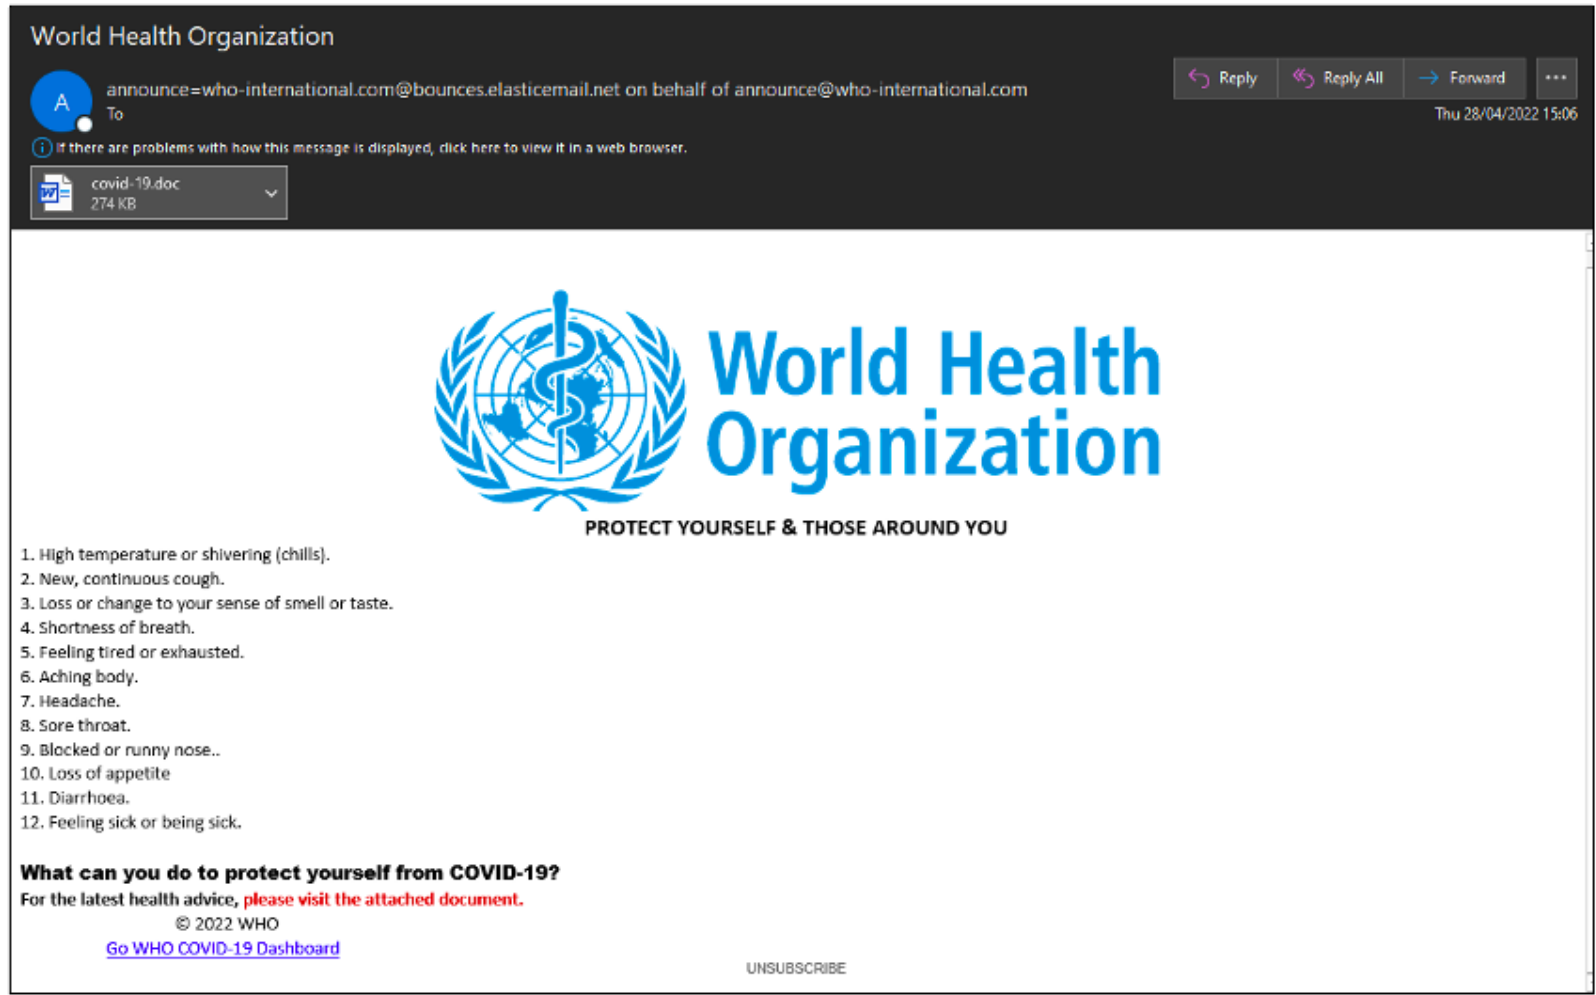 World Health Organization
A
announce=who-international.com@bounces.elasticemail.net on behalf of announce@who-international.com
To
Reply
Reply All
Forward
Thu 28/04/2022 15:06
If there are problems with how this message is displayed, click here to view it in a web browser.
covid-19.doc
274 KB
World Health
Organization
PROTECT YOURSELF & THOSE AROUND YOU
1. High temperature or shivering (chills).
2. New, continuous cough.
3. Loss or change to your sense of smell or taste.
4. Shortness of breath.
5. Feeling tired or exhausted.
6. Aching body.
7. Headache.
8. Sore throat.
9. Blocked or runny nose..
10. Loss of appetite
11. Diarrhoea.
12. Feeling sick or being sick.
What can you do to protect yourself from COVID-19?
For the latest health advice, please visit the attached document.
© 2022 WHO
Go WHO COVID-19 Dashboard
UNSUBSCRIBE